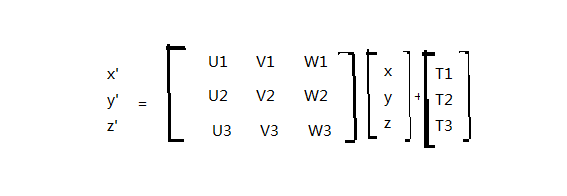 x'
y' =
z'
U1 V1 W1
U2 V2 W2
U3 V3 W3
x
y
z
+
T1
T2
T3